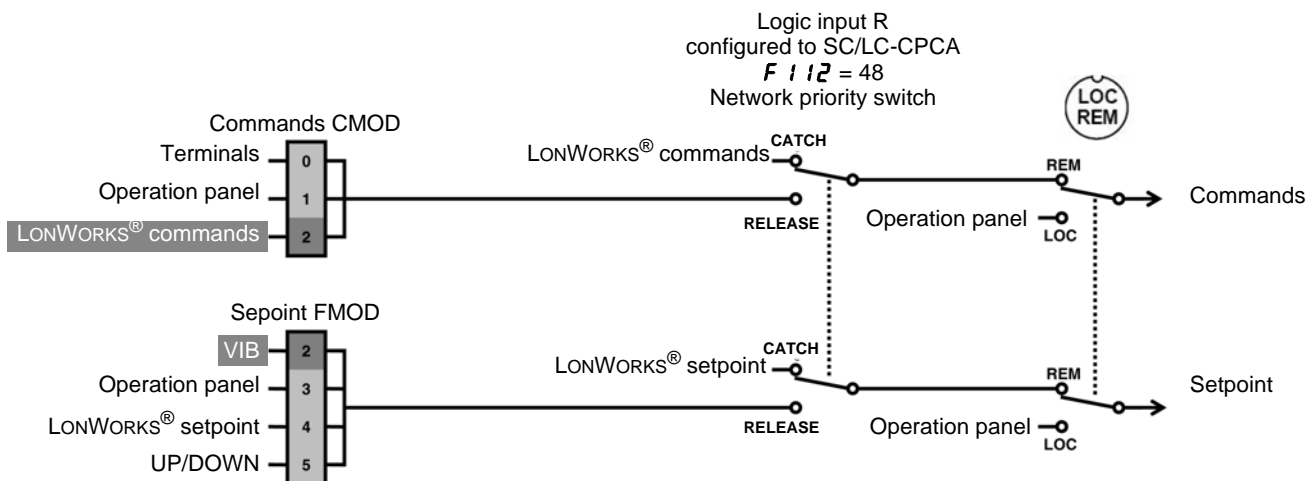 Logic input R
configured to SC/LC-CPCA
F112 = 48
Network priority switch
LOC
REM
Commands CMOD
Terminals 0
Operation panel 1
LONWORKS® commands 2
LONWORKS® commands
CATCH
RELEASE
REM
Operation panel
LOC
Commands
Sepoint FMOD
VIB 2
Operation panel 3
LONWORKS® setpoint 4
UP/DOWN 5
LONWORKS® setpoint
CATCH
RELEASE
REM
Operation panel
LOC
Setpoint